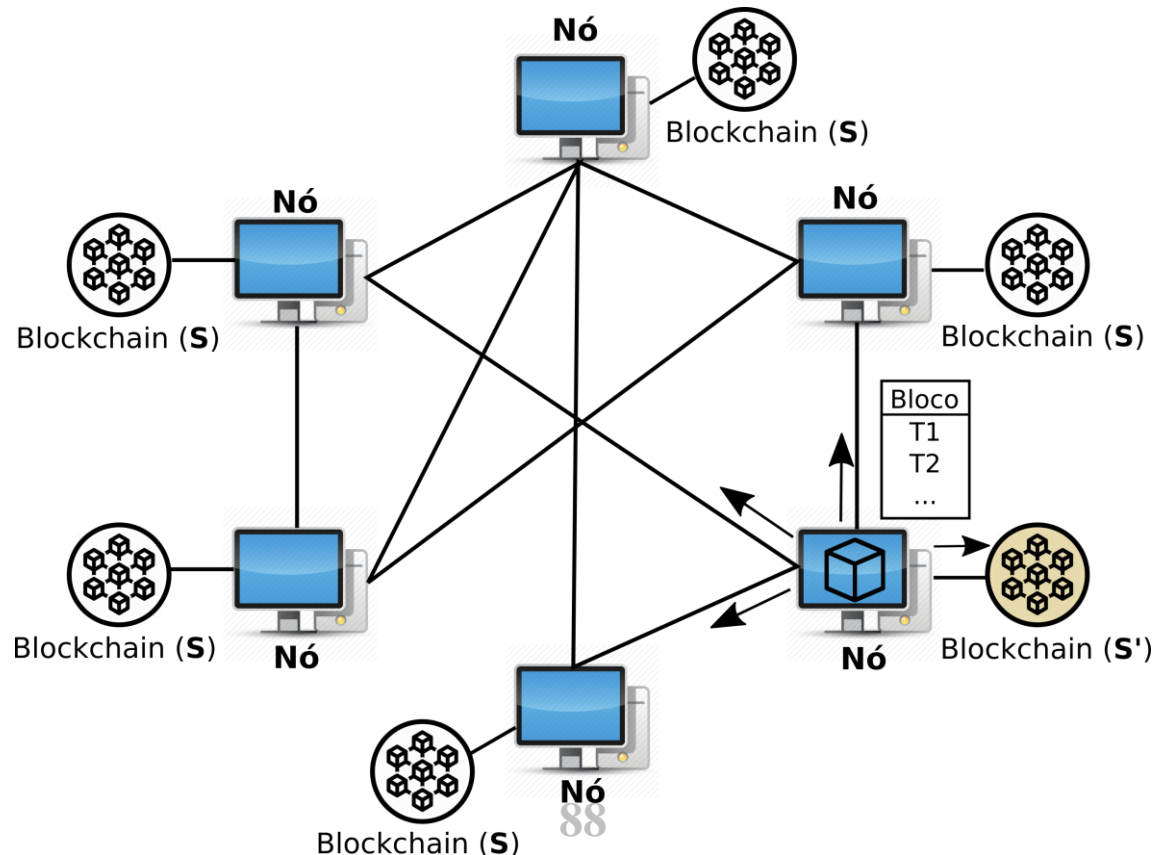 Nó
Blockchain (S)
Nó
Blockchain (S)
Nó
Blockchain (S)
Bloco
T1
T2
...
Blockchain (S)
Nó
Nó
Blockchain (S')
Nó
88
Blockchain (S)